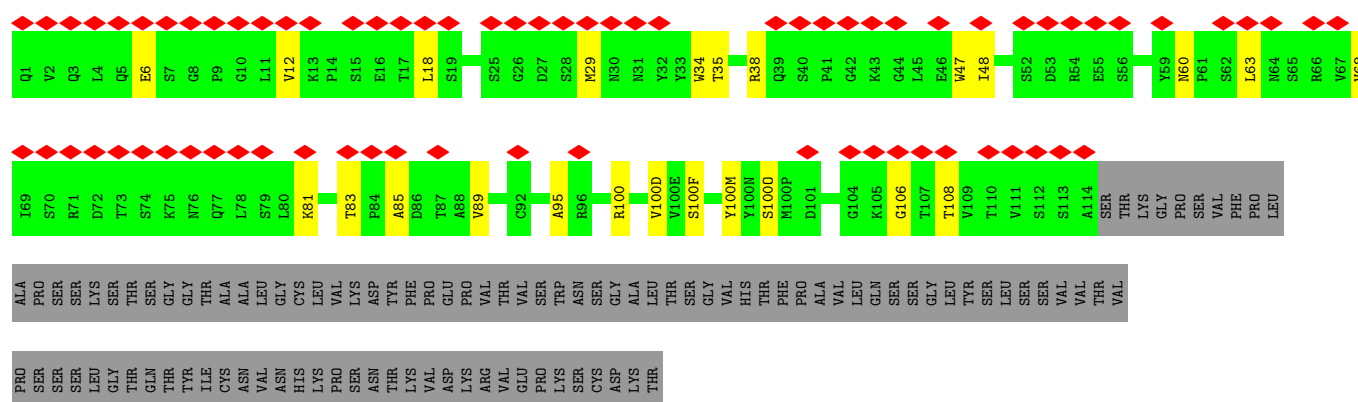 Q1 V2 Q3 L4 Q5 E6 S7 G8 P9 G10 L11 V12 K13 P14 S15 E16 T17 L18 S19 S25 G26 D27 S28 M29 N30 N31 Y32 Y33 W34 T35 R38 Q39 S40 P41 G42 K43 G44 L45 E46 W47 I48 S52 D53 R54 E55 S56 Y59 N60 P61 S62 L63 N64 S65 R66 V67
I69 S70 R71 D72 T73 S74 K75 N76 Q77 L78 S79 L80 K81 T83 P84 A85 D86 T87 A88 V89 C92 A95 R96 R100 V100D V100E S100F Y100M Y100N S100O M100P D101 G104 K105 G106 T107 T108 V109 T110 V111 S112 S113 A114 SER THR LYS GLY PRO SER VAL PHE PRO LEU
ALA PRO SER SER LYS SER THR SER GLY GLY THR ALA ALA LEU GLY CYS LEU VAL LYS ASP TYR PHE PRO GLU PRO VAL THR VAL SER TRP ASN SER GLY ALA LEU THR SER GLY VAL HIS THR PHE PRO ALA VAL LEU GLN SER SER GLY LEU TYR SER LEU SER SER VAL VAL THR VAL
PRO SER SER SER LEU GLY THR GLN THR TYR ILE CYS ASN VAL ASN HIS LYS PRO SER ASN THR LYS VAL ASP LYS ARG VAL GLU PRO LYS SER CYS ASP LYS THR